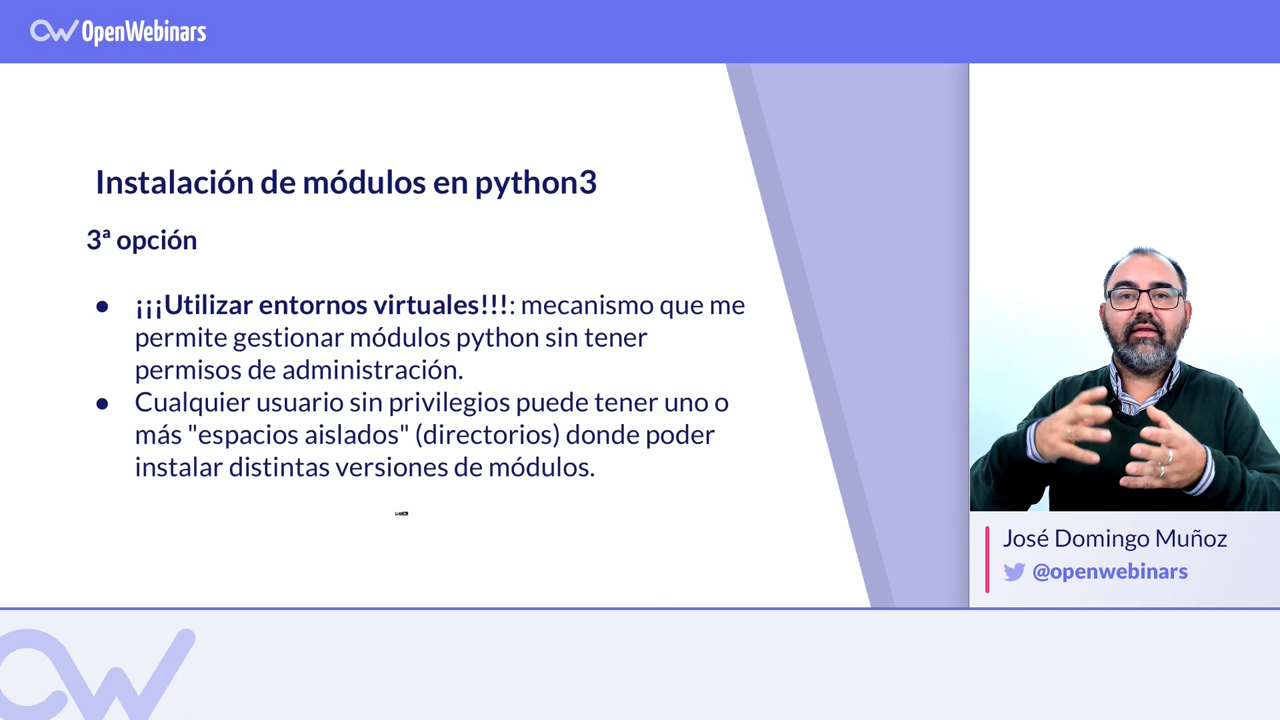 OpenWebinars
Instalación de módulos en python3
3ª opción
● ¡¡¡Utilizar entornos virtuales!!!: mecanismo que me
permite gestionar módulos python sin tener
permisos de administración.
● Cualquier usuario sin privilegios puede tener uno o
más "espacios aislados" (directorios) donde poder
instalar distintas versiones de módulos.
José Domingo Muñoz
@openwebinars